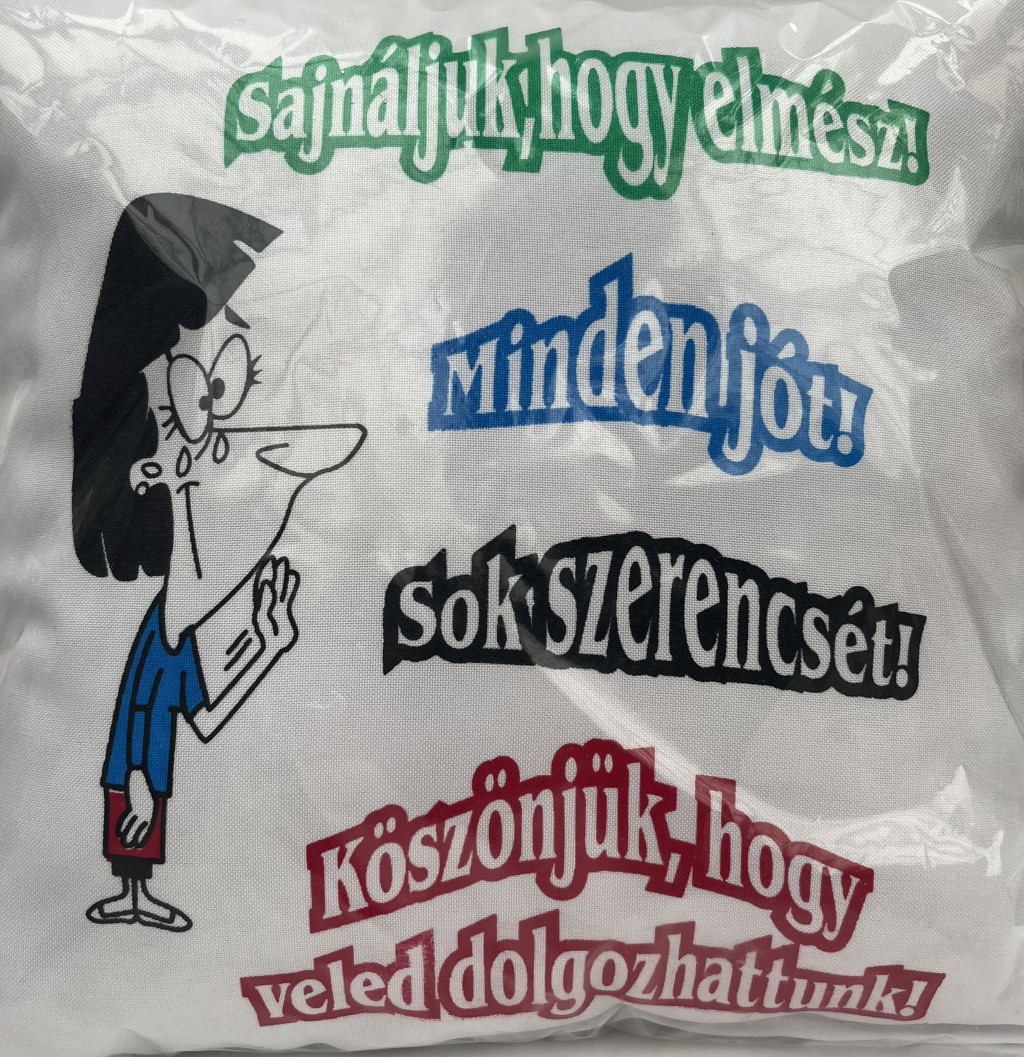 Sajnáljuk, hogy elmész!
Minden jót!
Sok szerencsét!
Köszönjük, hogy
veled dolgozhattunk!